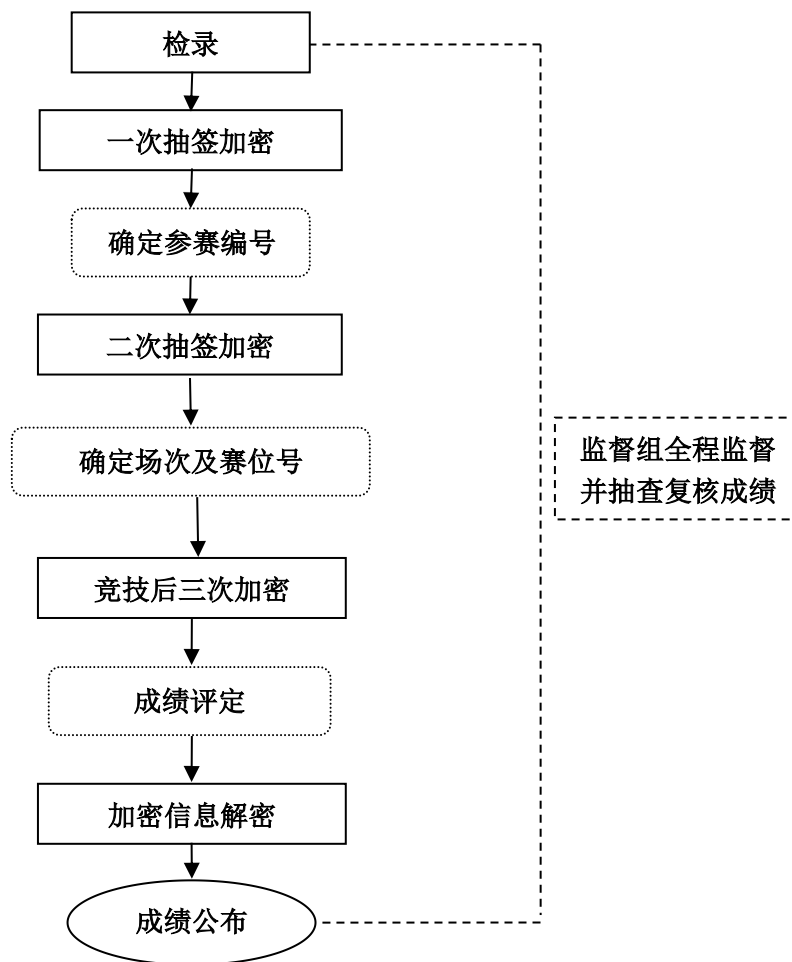 检录
一次抽签加密
确定参赛编号
二次抽签加密
确定场次及赛位号
竞技后三次加密
成绩评定
加密信息解密
成绩公布
监督组全程监督
并抽查复核成绩